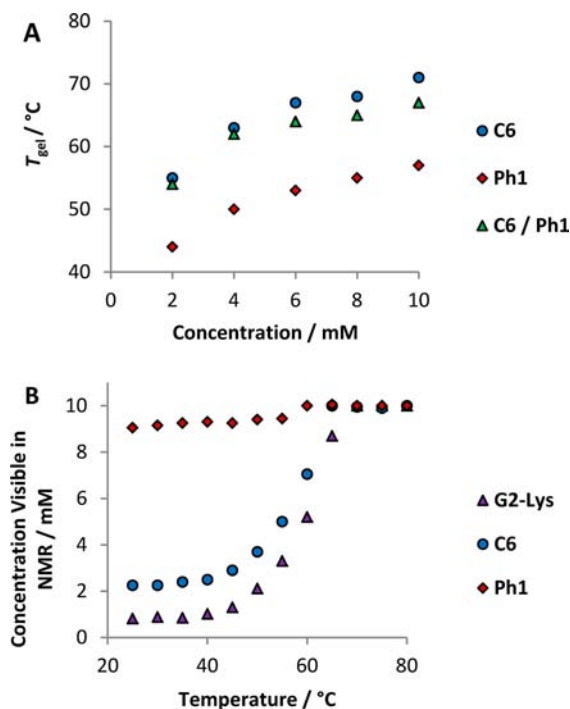 A
T_gel / °C
70
60
50
40
0 2 4 6 8 10
Concentration / mM
C6
Ph1
C6 / Ph1
B
Concentration Visible in
NMR / mM
10
8
6
4
2
0
20 40 60 80
Temperature / °C
G2-Lys
C6
Ph1